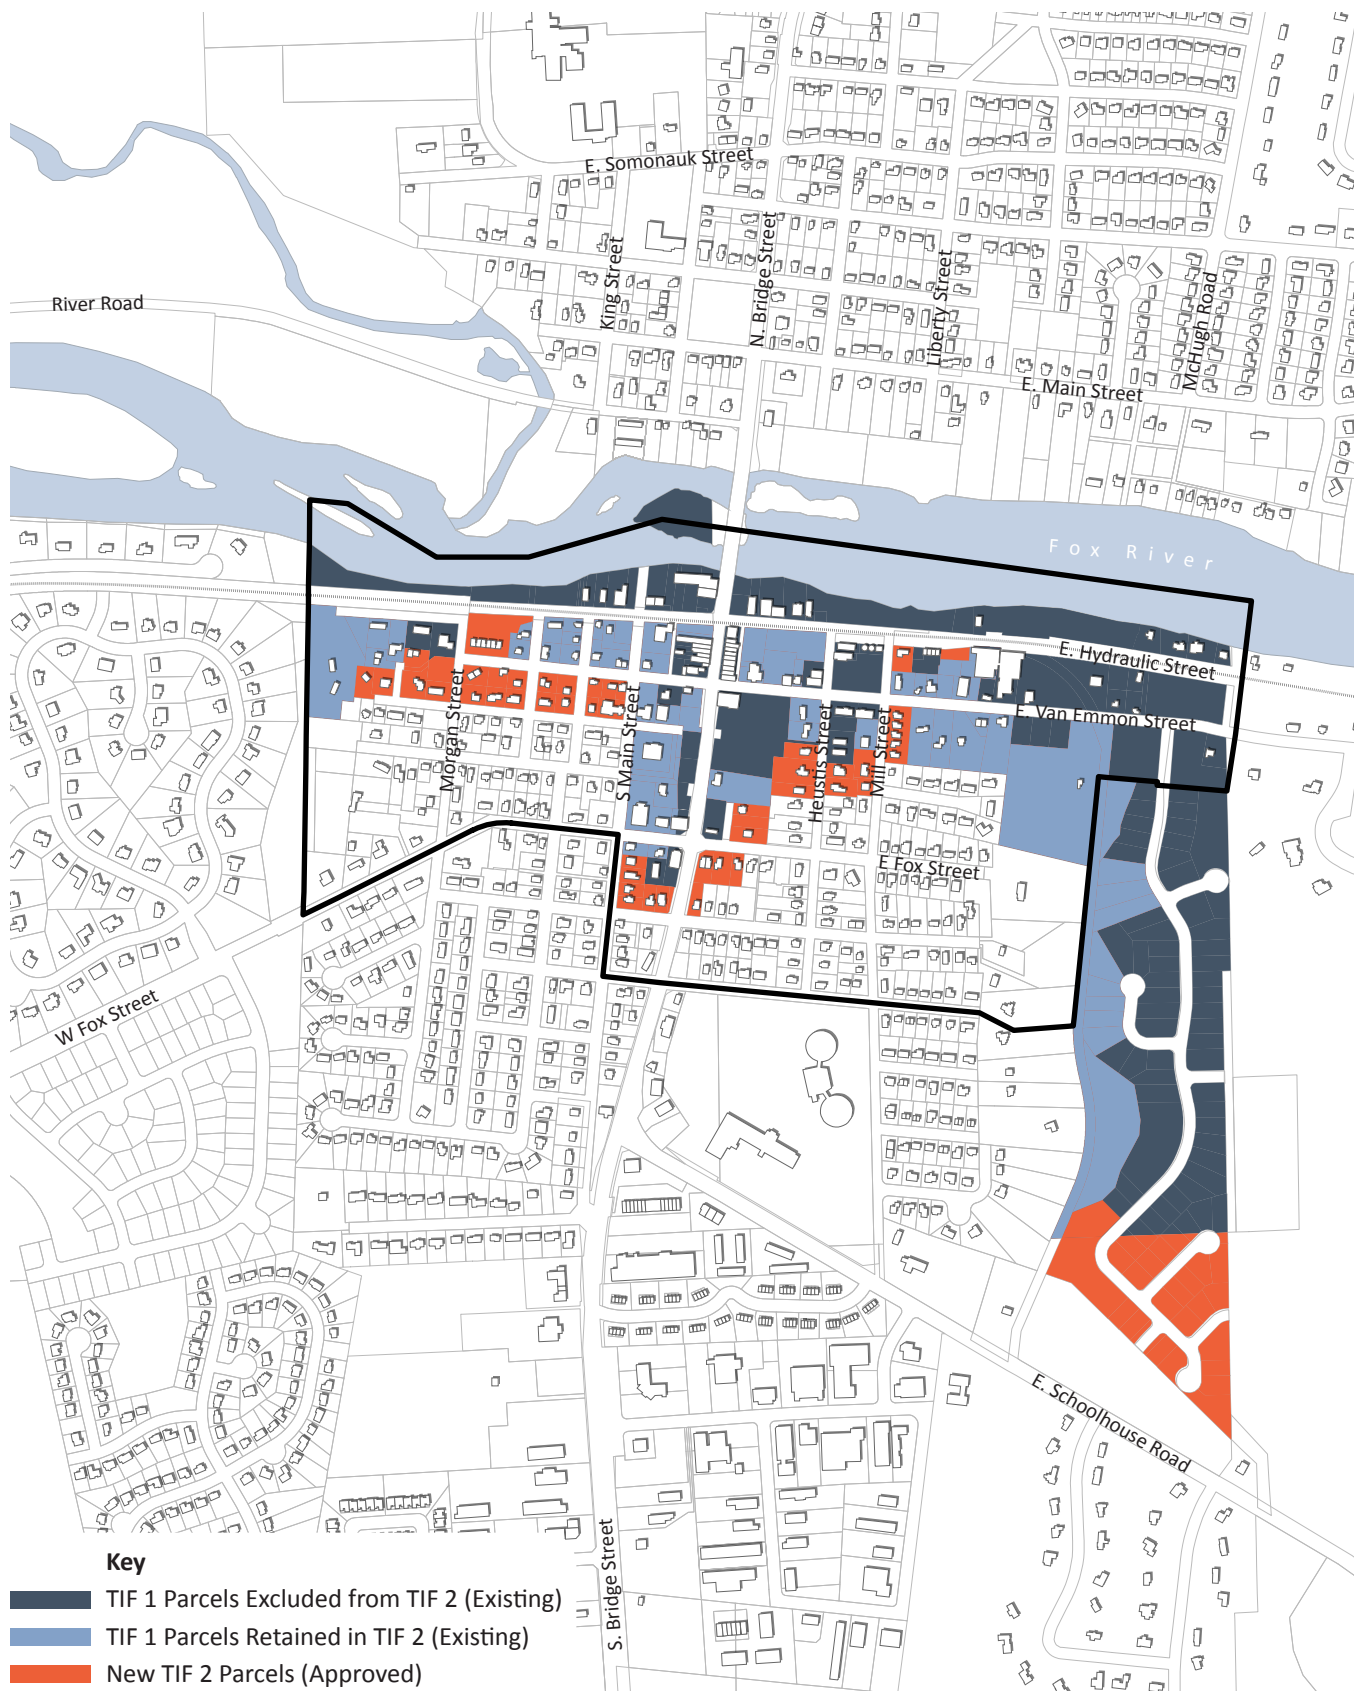 E. Somonauk Street
King Street
N. Bridge Street
Liberty Street
McHugh Road
River Road
E. Main Street
Fox River
E. Hydraulic Street
E. Van Emmon Street
Morgan Street
S Main Street
Heustis Street
Mill Street
E Fox Street
W Fox Street
E. Schoolhouse Road
S. Bridge Street
Key
TIF 1 Parcels Excluded from TIF 2 (Existing)
TIF 1 Parcels Retained in TIF 2 (Existing)
New TIF 2 Parcels (Approved)